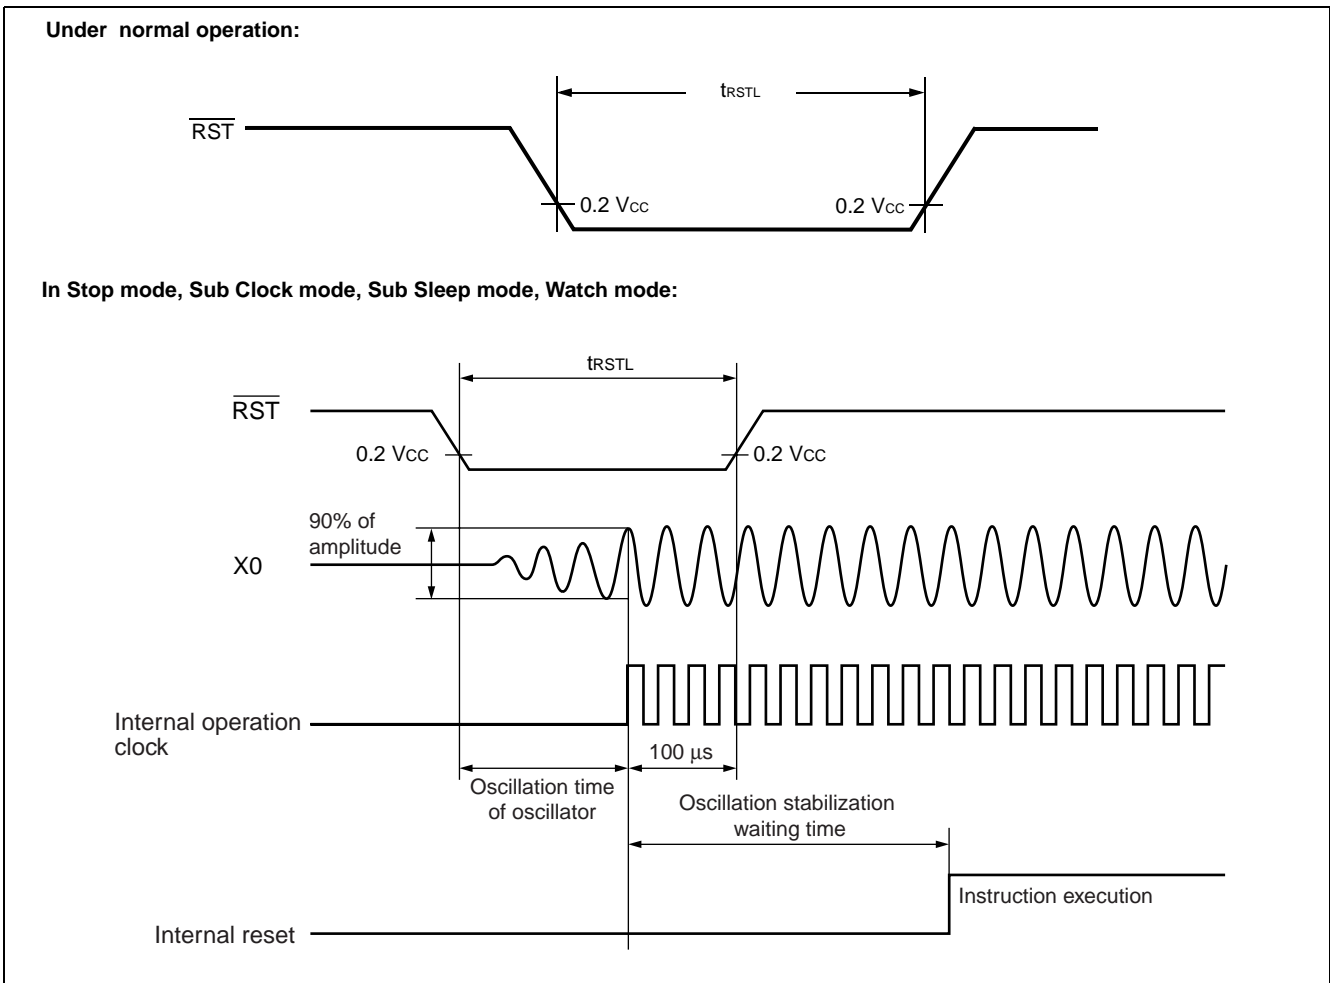 Under normal operation:
tRSTL
RST
0.2 VCC
0.2 VCC
In Stop mode, Sub Clock mode, Sub Sleep mode, Watch mode:
tRSTL
RST
0.2 VCC
0.2 VCC
90% of
amplitude
X0
Internal operation
clock
100 μs
Oscillation time
of oscillator
Oscillation stabilization
waiting time
Instruction execution
Internal reset